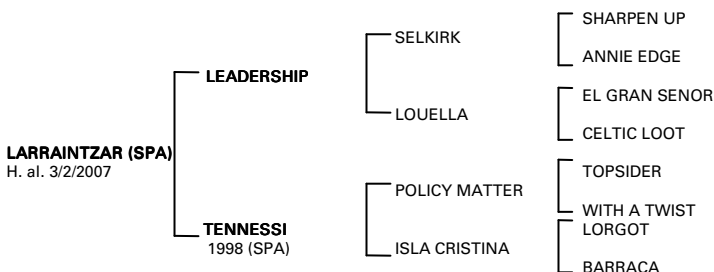 SHARPEN UP
SELKIRK
ANNIE EDGE
LEADERSHIP
EL GRAN SENOR
LOUELLA
CELTIC LOOT
LARRAINTZAR (SPA)
H. al. 3/2/2007
TOPSIDER
POLICY MATTER
WITH A TWIST
TENNESSI
1998 (SPA)
LORGOT
ISLA CRISTINA
BARRACA